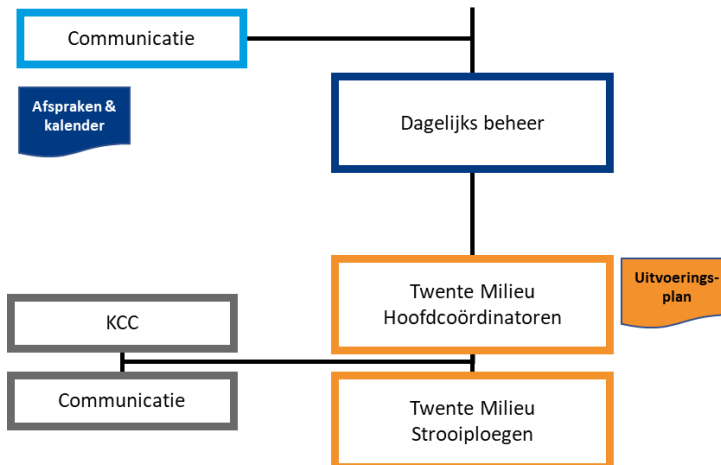 Communicatie
Afspraken &
kalender
Dagelijks beheer
Twente Milieu
Hoofdcoördinatoren
Uitvoerings-
plan
KCC
Communicatie
Twente Milieu
Strooiploegen